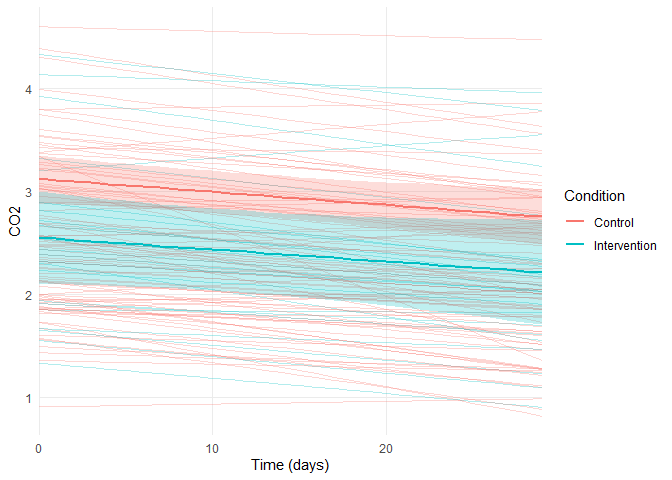 4
3
2
1
CO2
0
10
20
Time (days)
Condition
Control
Intervention